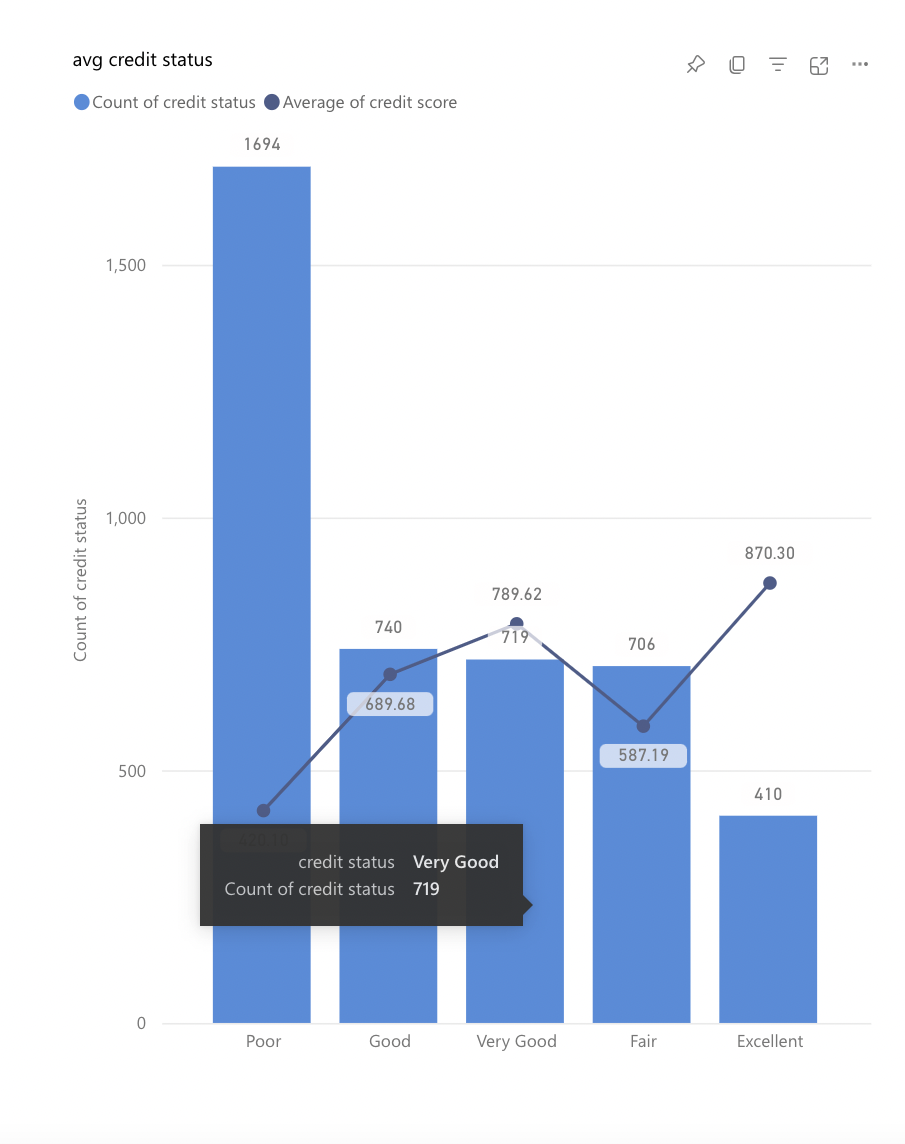 avg credit status
Count of credit status Average of credit score
1694
1,500
Count of credit status
1,000
870.30
789.62
740
719
706
689.68
587.19
500
410
credit status Very Good
Count of credit status 719
0
Poor Good Very Good Fair Excellent